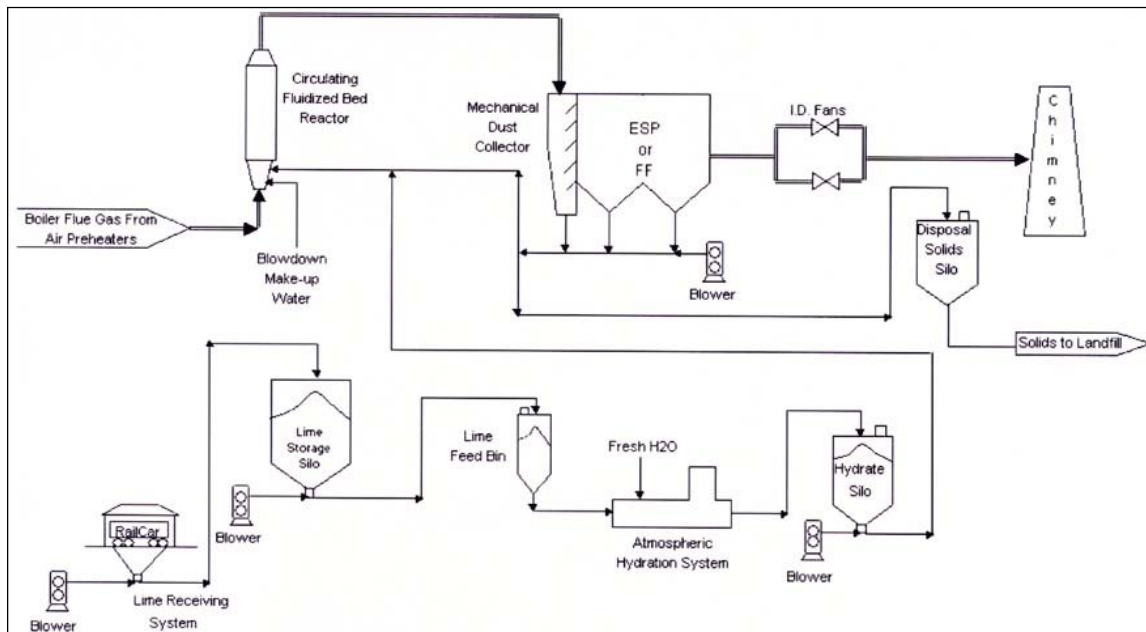 Circulating
Fluidized Bed
Reactor
Mechanical
Dust
Collector
ESP
or
FF
I.D. Fans
Chimney
Boiler Flue Gas From
Air Preheaters
Blowdown
Make-up
Water
Blower
Disposal
Solids
Silo
Solids to Landfill
Lime
Storage
Silo
Lime
Feed Bin
Fresh H2O
Hydrate
Silo
RailCar
Blower
Atmospheric
Hydration System
Blower
Lime Receiving
System
Blower